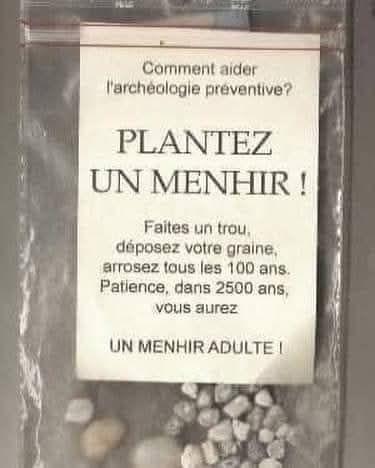 Comment aider
l'archéologie préventive?
PLANTEZ
UN MENHIR !
Faites un trou,
déposez votre graine,
arrosez tous les 100 ans.
Patience, dans 2500 ans,
vous aurez
UN MENHIR ADULTE !